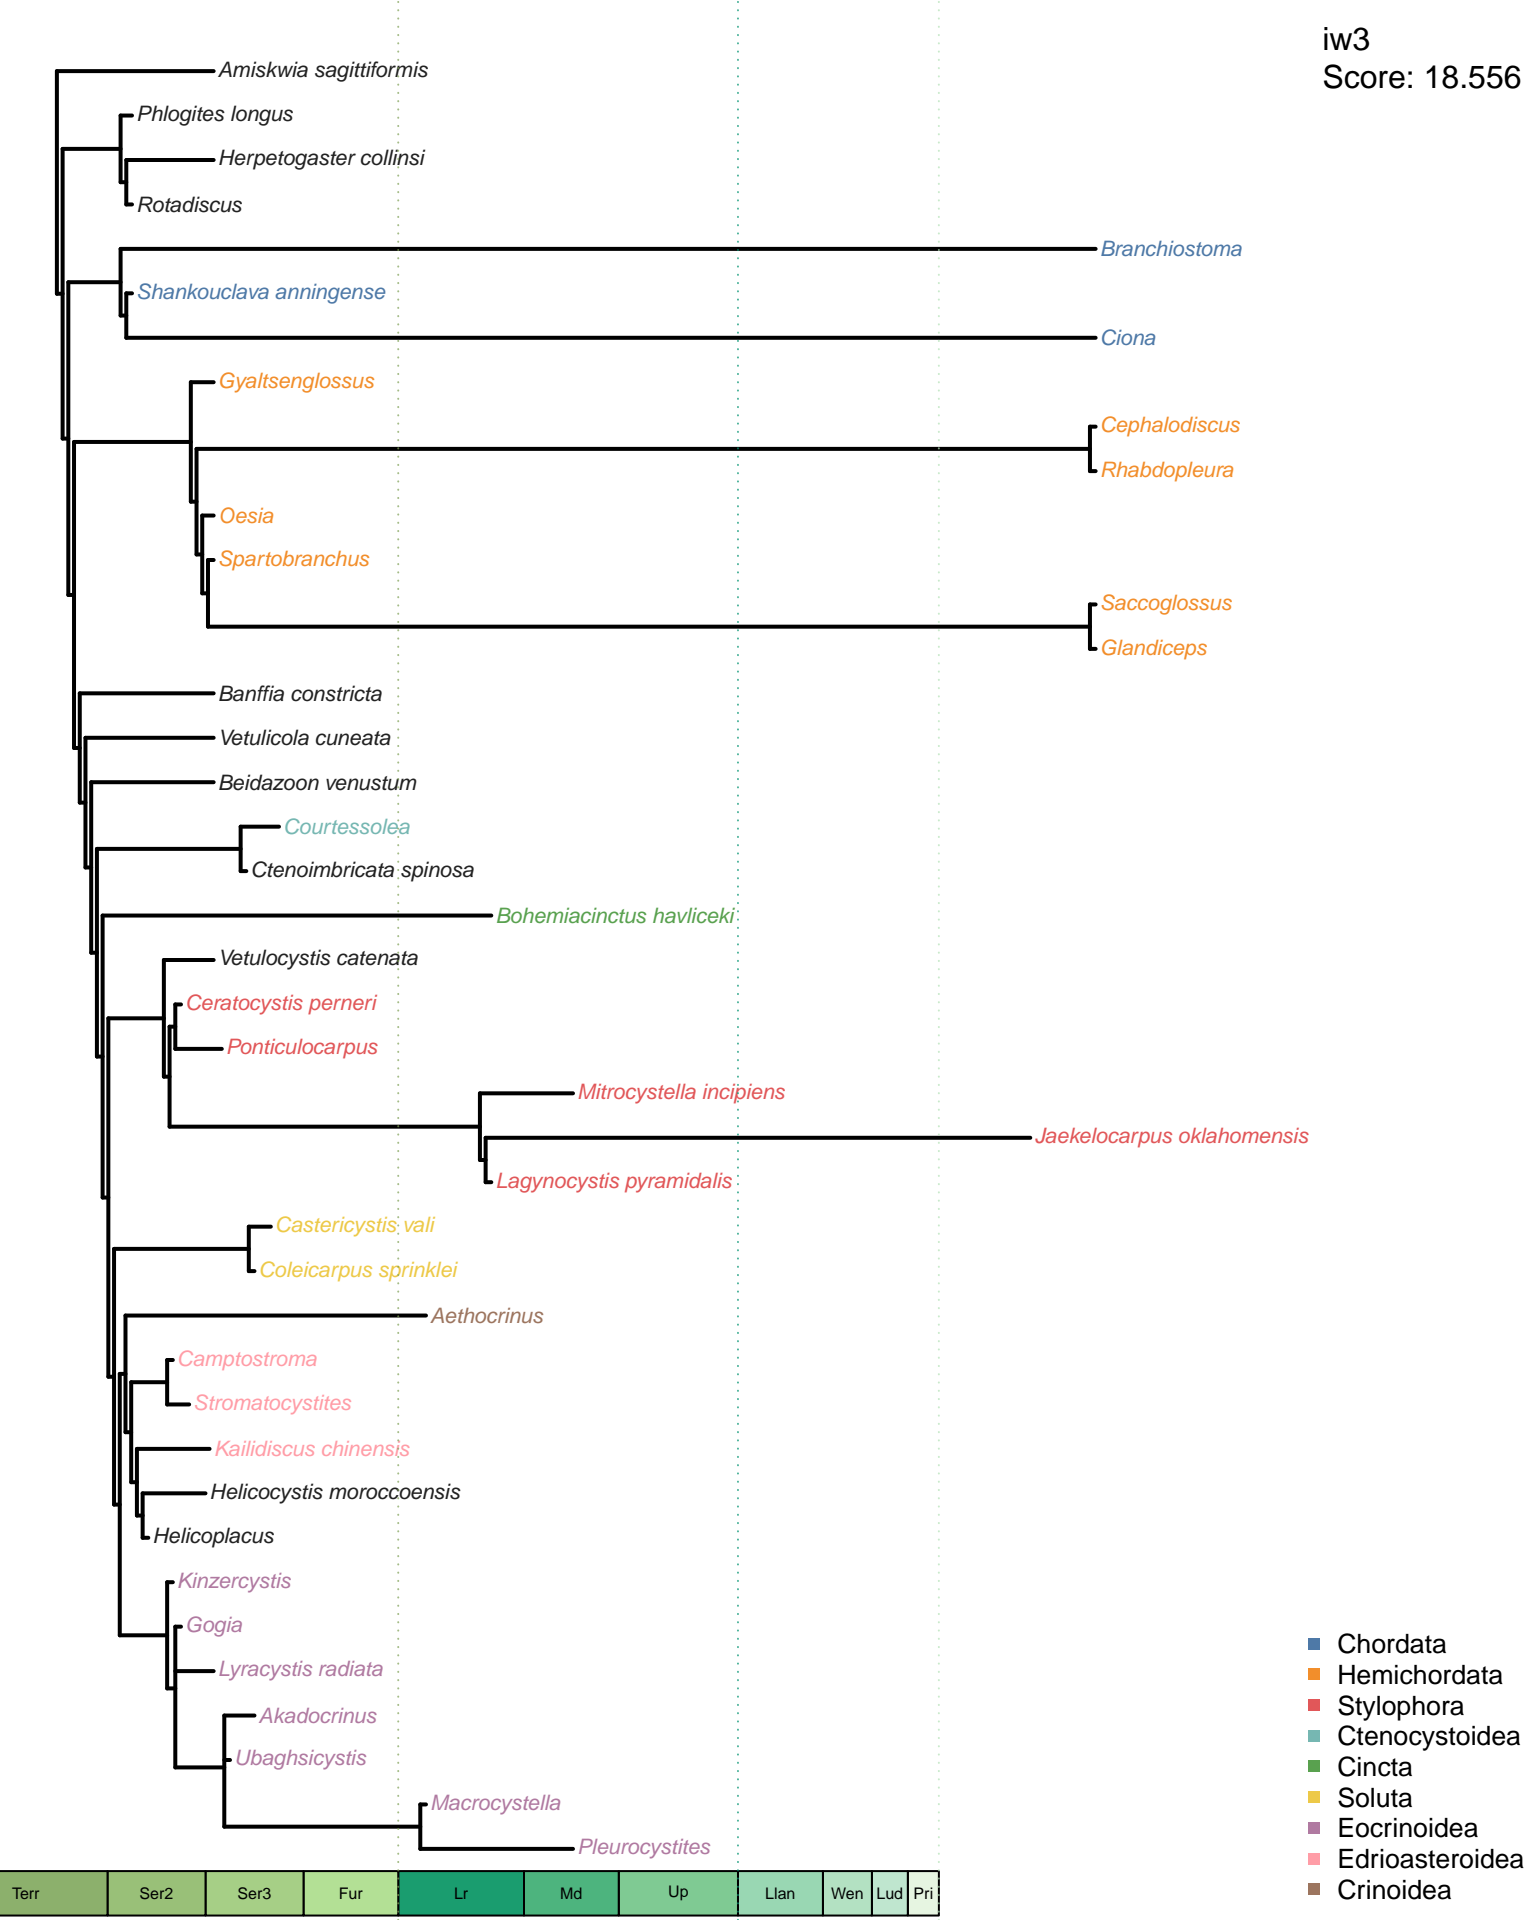 iw3
Score: 18.556
Amiskwia sagittiformis
Phlogites longus
Herpetogaster collinsi
Rotadiscus
Branchiostoma
Shankouclava anningense
Ciona
Gyaltsenglossus
Cephalodiscus
Rhabdopleura
Oesia
Spartobranchus
Saccoglossus
Glandiceps
Banffia constricta
Vetulicola cuneata
Beidazoon venustum
Courtessolea
Ctenoimbricata spinosa
Bohemiacinctus havliceki
Vetulocystis catenata
Ceratocystis perneri
Ponticulocarpus
Mitrocystella incipiens
Jaekelocarpus oklahomensis
Lagynocystis pyramidalis
Castericystis vali
Coleicarpus sprinklei
Aethocrinus
Camptostroma
Stromatocystites
Kailidiscus chinensis
Helicocystis moroccoensis
Helicoplacus
Kinzercystis
Gogia
Lyracystis radiata
Akadocrinus
Ubaghsicystis
Macrocystella
Pleurocystites
Chordata
Hemichordata
Stylophora
Ctenocystoidea
Cincta
Soluta
Eocrinoidea
Edrioasteroidea
Crinoidea
Terr Ser2 Ser3 Fur Lr Md Up Llan Wen Lud Pri